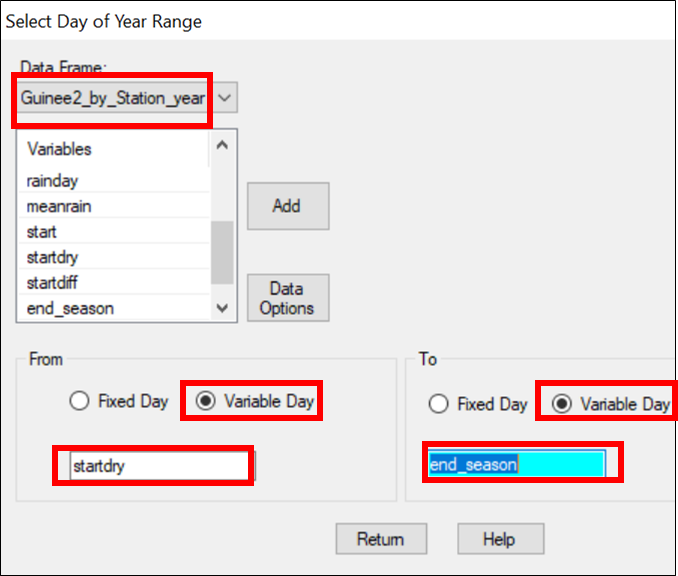 Select Day of Year Range
Data Frame:
Guinee2_by_Station_year
Variables
rainday
meanrain
start
startdry
startdiff
end_season
Add
Data
Options
From
Fixed Day
Variable Day
startdry
To
Fixed Day
Variable Day
end_season
Return
Help